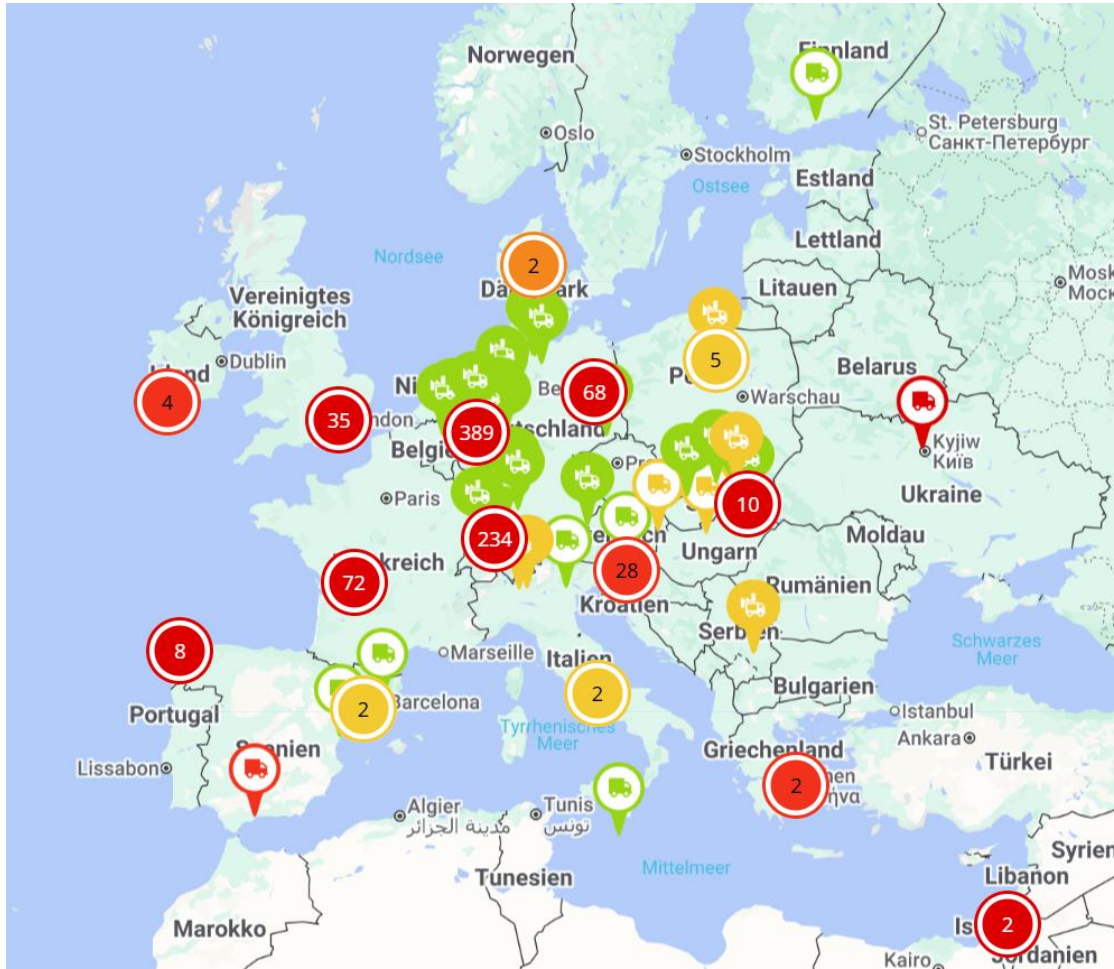 Norwegen
Finnland
Oslo
St. Petersburg
Санкт-Петербург
Stockholm
Ostsee
Estland
Lettland
Nordsee
2
Litauen
Vereinigtes
Königreich
5
Dublin
Belarus
4
68
Warschau
35
389
Kyjiw
Київ
Paris
Ukraine
10
234
Moldau
Ungarn
72
28
Rumänien
Kroatien
8
Marseille
Italien
Schwarzes
Meer
2
2
Barcelona
Bulgarien
Portugal
Tyrrhenisches
Meer
Istanbul
Ankara
Griechenland
Lissabon
Türkei
2
Algier
مدينة الجزائر
Tunis
تونس
Mittelmeer
Tunesien
Syrien
Libanon
Marokko
2
Jordanien
Kairo